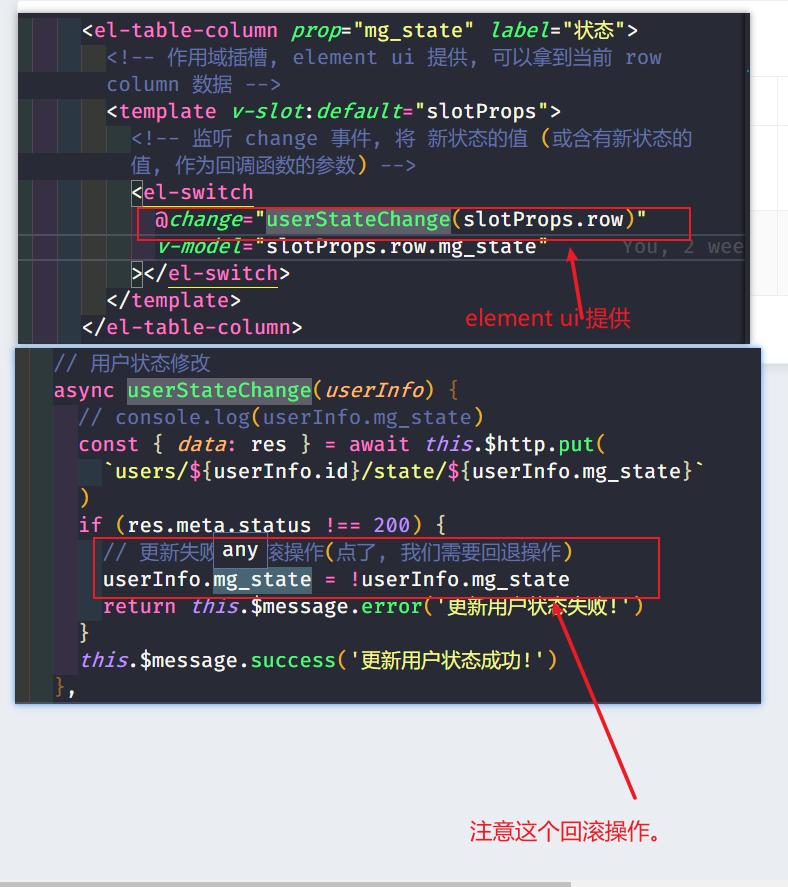 <el-table-column prop="mg_state" label="状态">
<!-- 作用域插槽, element ui 提供, 可以拿到当前 row
column 数据 -->
<template v-slot:default="slotProps">
<!-- 监听 change 事件, 将 新状态的值 (或含有新状态的
值, 作为回调函数的参数) -->
<el-switch
@change="userStateChange(slotProps.row)"
v-model="slotProps.row.mg_state" You, 2 wee
></el-switch>
</template>
element ui 提供
</el-table-column>
// 用户状态修改
async userStateChange(userInfo) {
// console.log(userInfo.mg_state)
const { data: res } = await this.$http.put(
`users/${userInfo.id}/state/${userInfo.mg_state}`
)
if (res.meta.status !== 200) {
// 更新失败 any 滚操作(点了, 我们需要回退操作)
userInfo.mg_state = !userInfo.mg_state
return this.$message.error('更新用户状态失败!')
}
this.$message.success('更新用户状态成功!')
},
注意这个回滚操作。